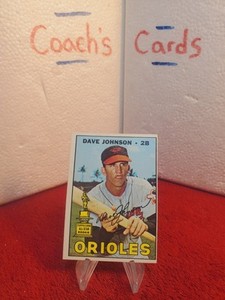 Coach's Cards
DAVE JOHNSON • 2B
ORIOLES